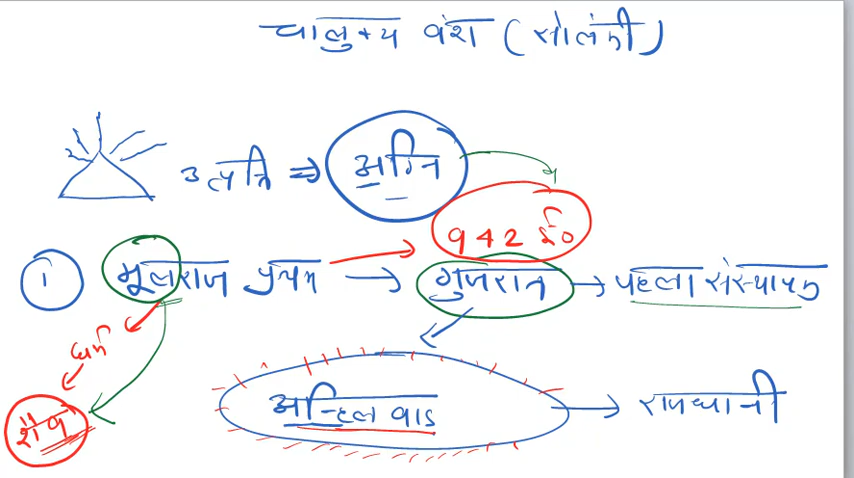 चालुक्य वंश (सोलंकी)
उत्पत्ति ⇒ अग्नि
942 ई०
1 मूलराज प्रथम → गुजरात → पहला संस्थापक
धर्म
शैव
अन्हिलवाड → राजधानी